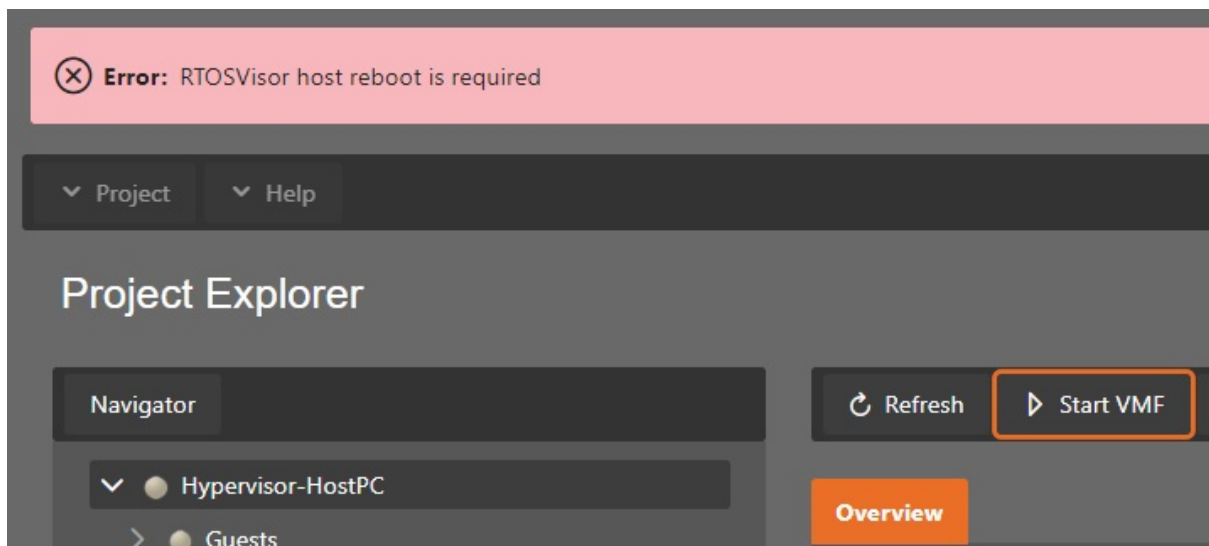 Error: RTOSVisor host reboot is required
Project Help
Project Explorer
Navigator
Refresh Start VMF
Hypervisor-HostPC
Overview
Guests